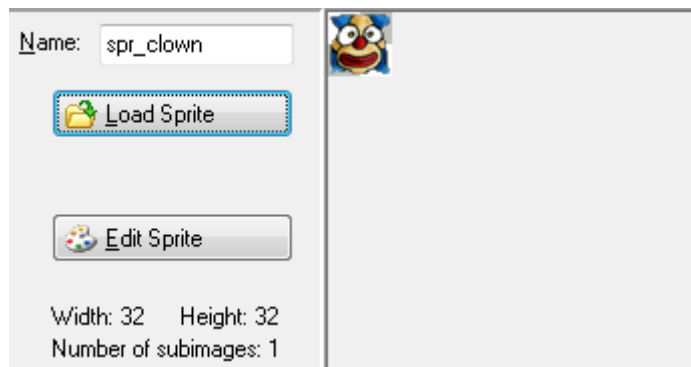 Name: spr_clown
Load Sprite
Edit Sprite
Width: 32 Height: 32
Number of subimages: 1